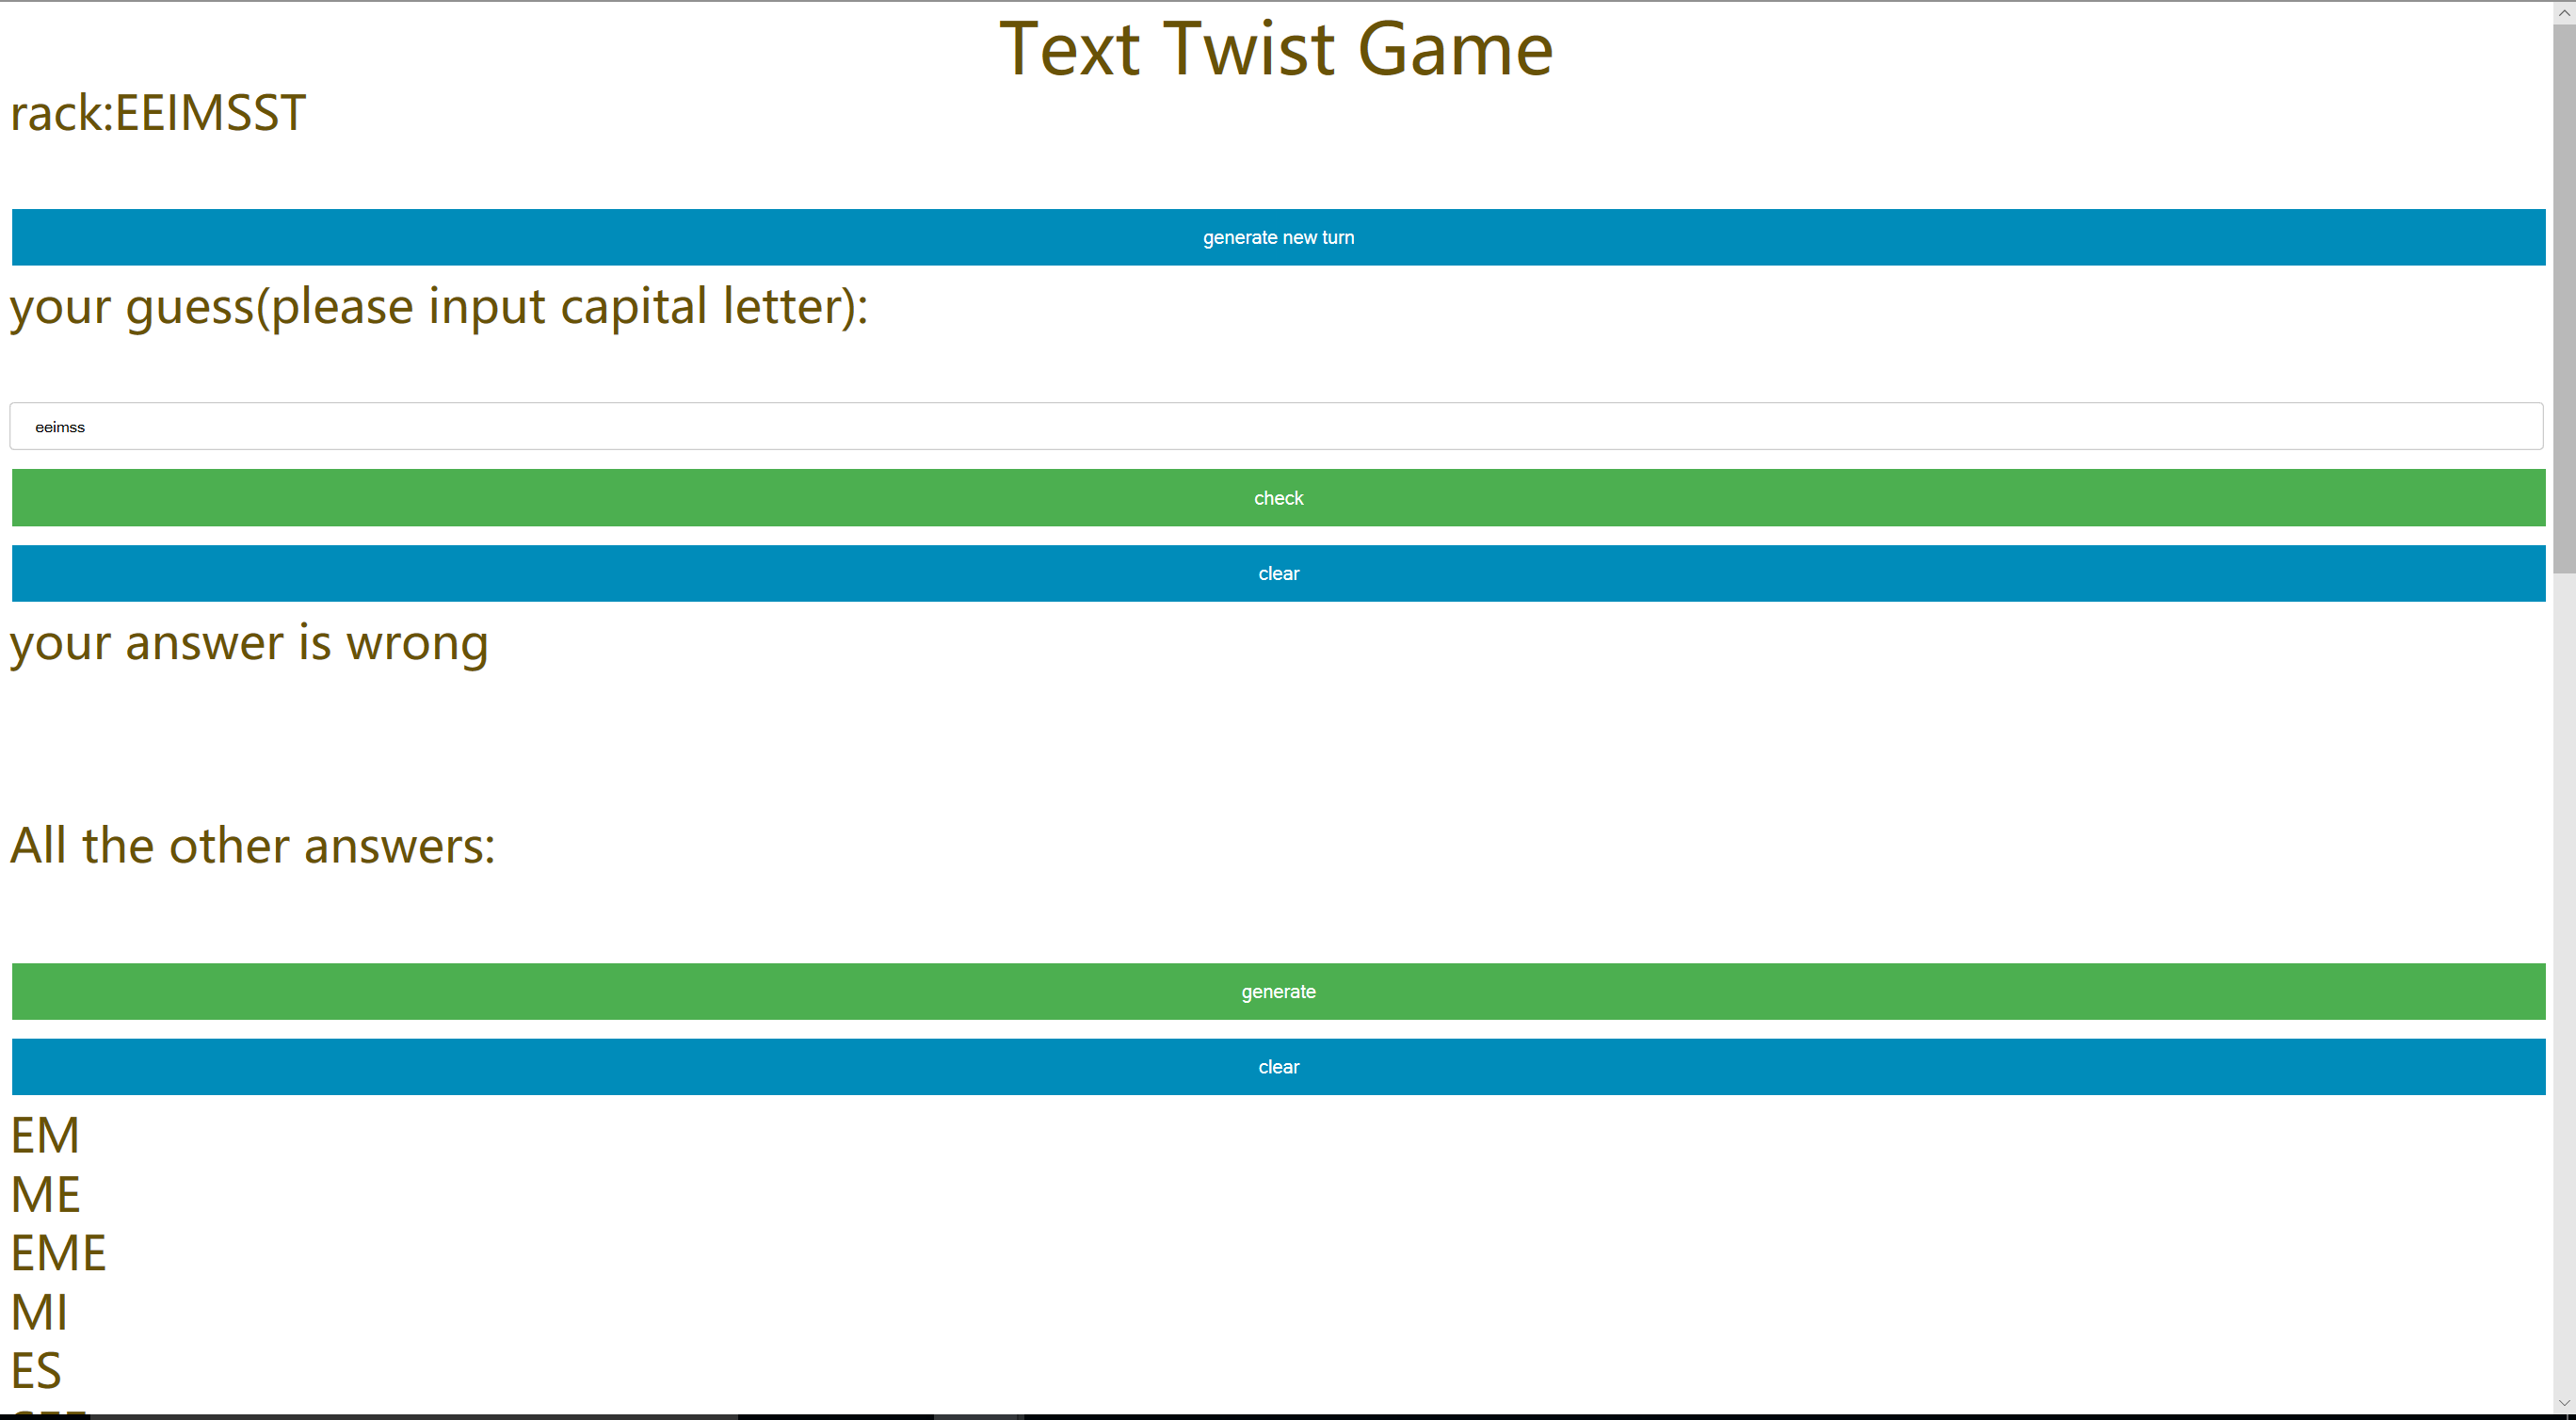 Text Twist Game
rack:EEIMSST
generate new turn
your guess(please input capital letter):
eeimss
check
clear
your answer is wrong
All the other answers:
generate
clear
EM
ME
EME
MI
ES